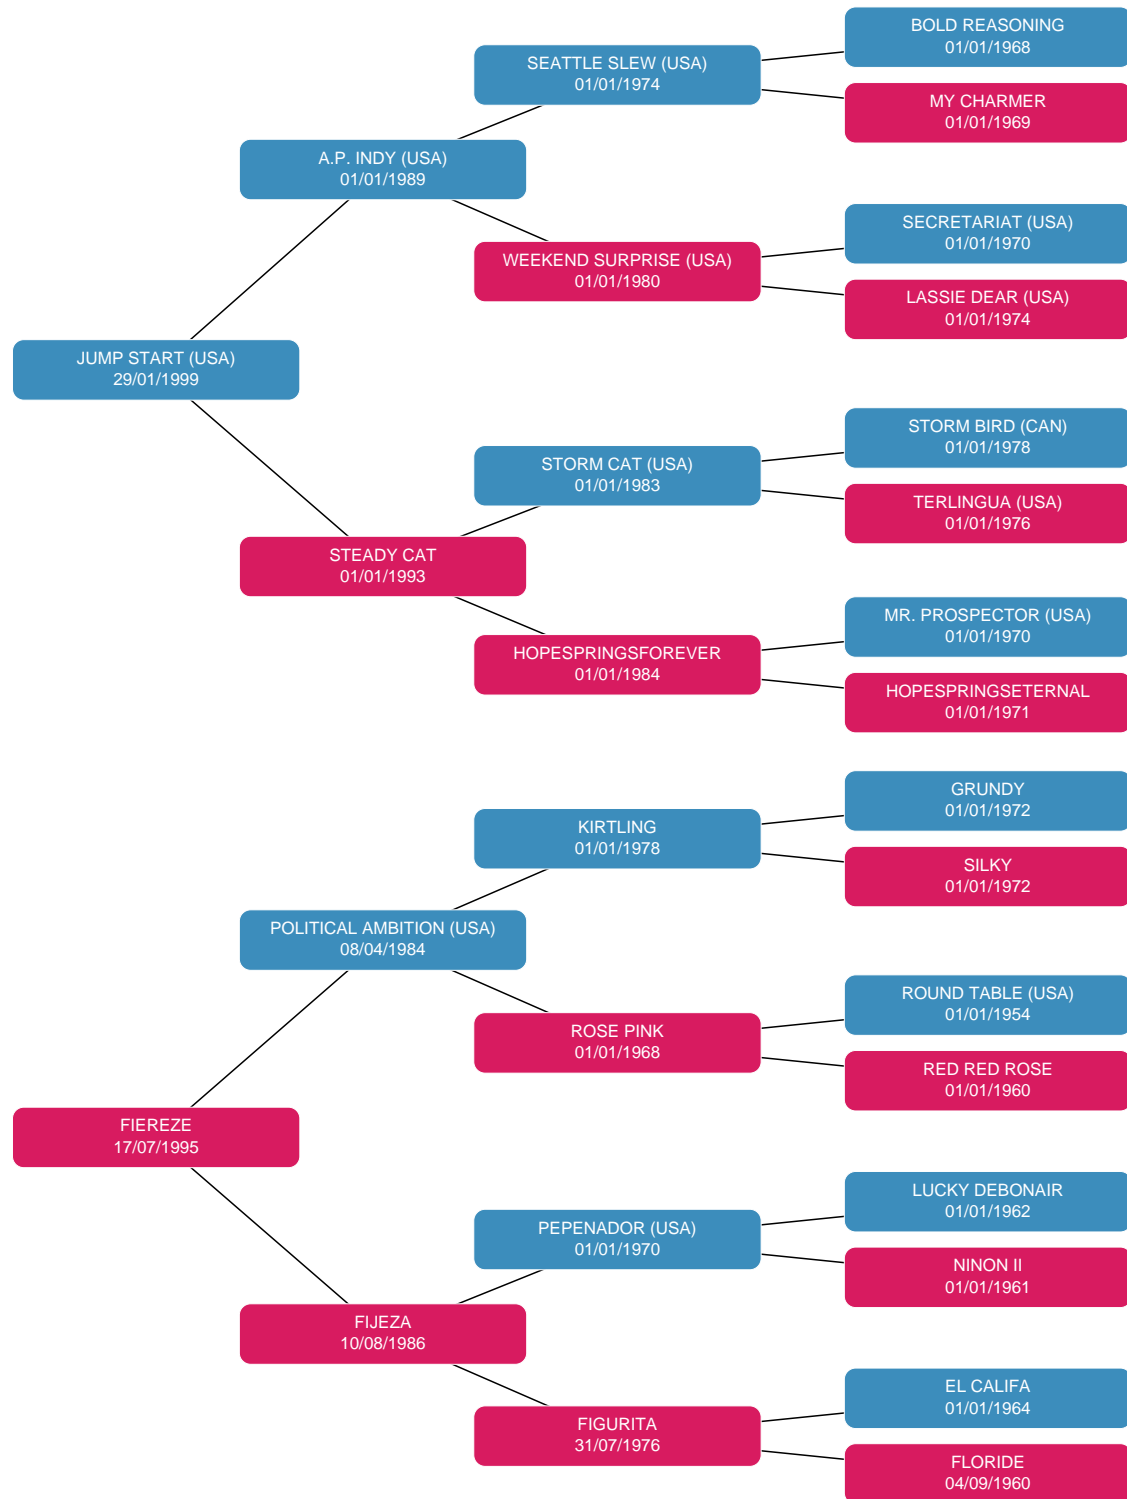 BOLD REASONING
01/01/1968
SEATTLE SLEW (USA)
01/01/1974
MY CHARMER
01/01/1969
A.P. INDY (USA)
01/01/1989
SECRETARIAT (USA)
01/01/1970
WEEKEND SURPRISE (USA)
01/01/1980
LASSIE DEAR (USA)
01/01/1974
JUMP START (USA)
29/01/1999
STORM BIRD (CAN)
01/01/1978
STORM CAT (USA)
01/01/1983
TERLINGUA (USA)
01/01/1976
STEADY CAT
01/01/1993
MR. PROSPECTOR (USA)
01/01/1970
HOPESPRINGSFOREVER
01/01/1984
HOPESPRINGSETERNAL
01/01/1971
GRUNDY
01/01/1972
KIRTLING
01/01/1978
SILKY
01/01/1972
POLITICAL AMBITION (USA)
08/04/1984
ROUND TABLE (USA)
01/01/1954
ROSE PINK
01/01/1968
RED RED ROSE
01/01/1960
FIEREZE
17/07/1995
LUCKY DEBONAIR
01/01/1962
PEPENADOR (USA)
01/01/1970
NINON II
01/01/1961
FIJEZA
10/08/1986
EL CALIFA
01/01/1964
FIGURITA
31/07/1976
FLORIDE
04/09/1960